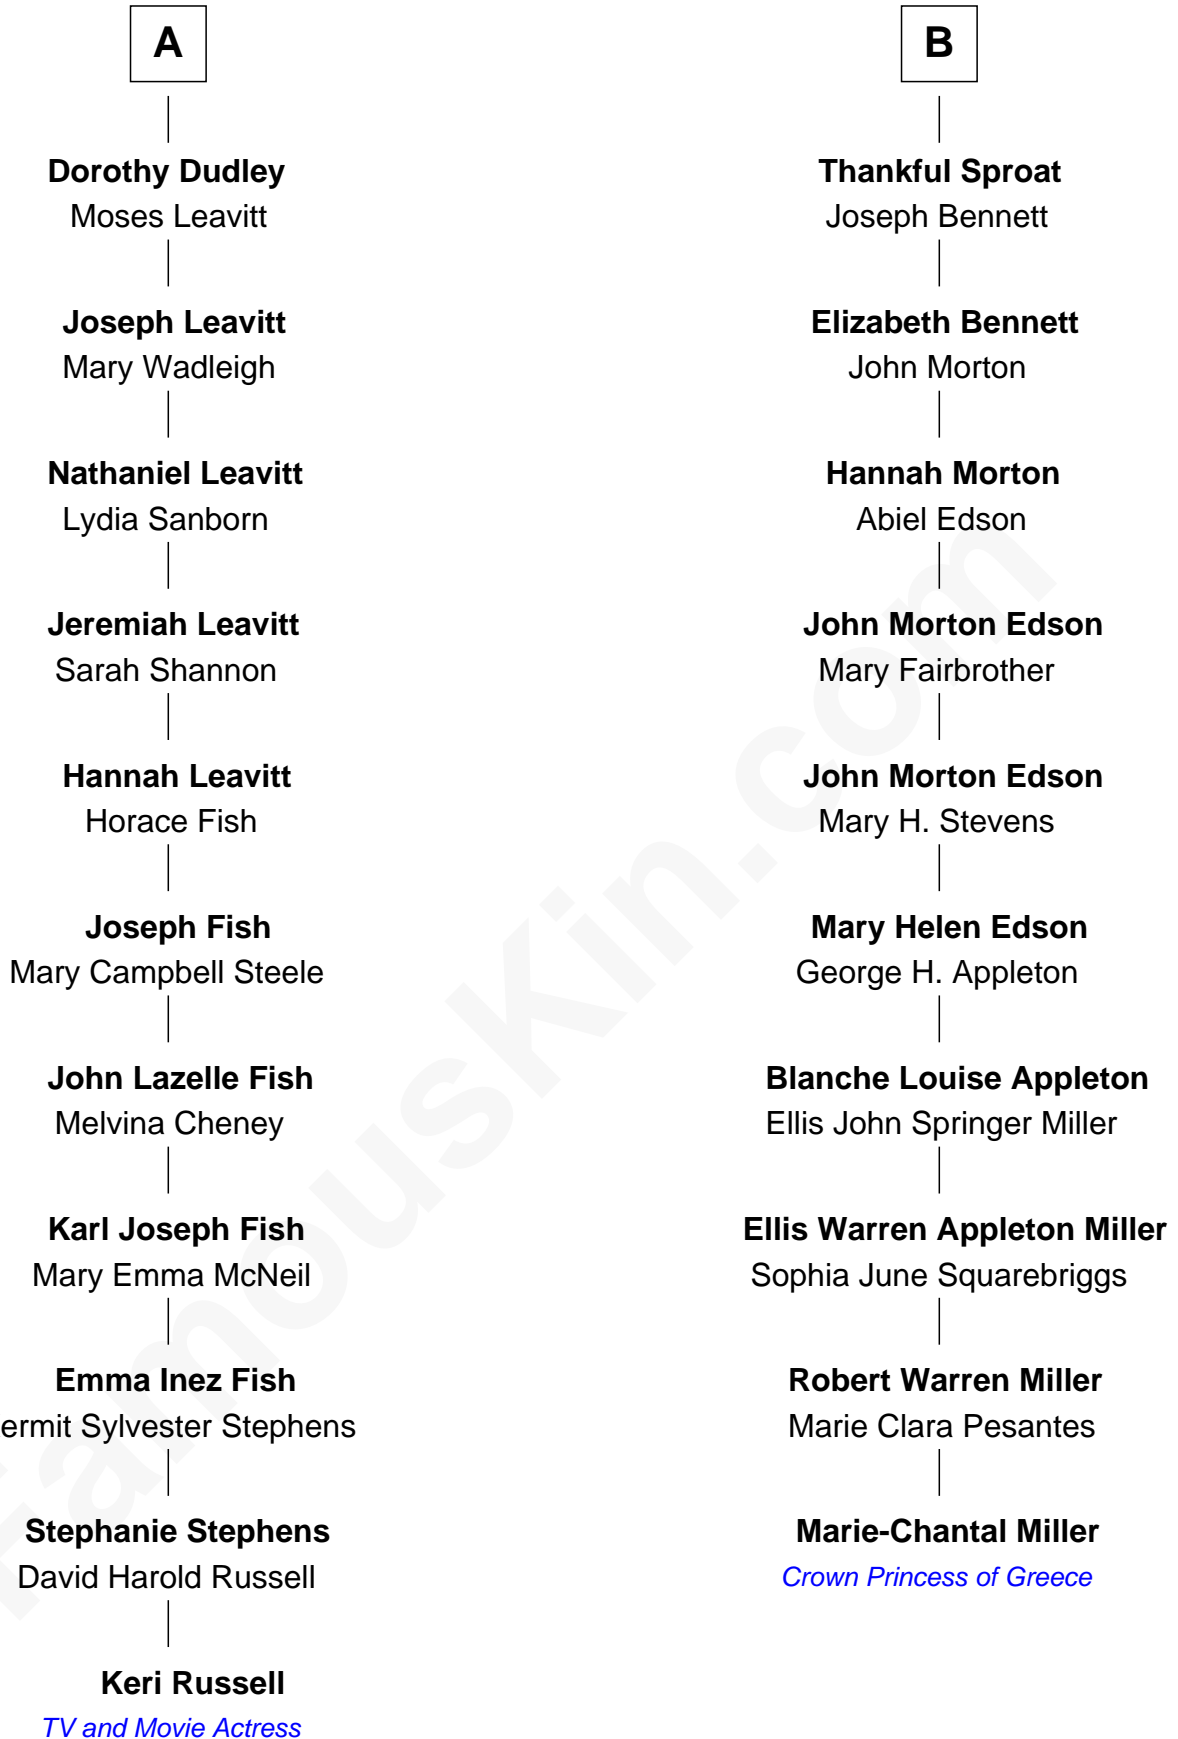 A
Dorothy Dudley
Moses Leavitt
Joseph Leavitt
Mary Wadleigh
Nathaniel Leavitt
Lydia Sanborn
Jeremiah Leavitt
Sarah Shannon
Hannah Leavitt
Horace Fish
Joseph Fish
Mary Campbell Steele
John Lazelle Fish
Melvina Cheney
Karl Joseph Fish
Mary Emma McNeil
Emma Inez Fish
ermit Sylvester Stephens
Stephanie Stephens
David Harold Russell
Keri Russell
TV and Movie Actress
B
Thankful Sproat
Joseph Bennett
Elizabeth Bennett
John Morton
Hannah Morton
Abiel Edson
John Morton Edson
Mary Fairbrother
John Morton Edson
Mary H. Stevens
Mary Helen Edson
George H. Appleton
Blanche Louise Appleton
Ellis John Springer Miller
Ellis Warren Appleton Miller
Sophia June Squarebriggs
Robert Warren Miller
Marie Clara Pesantes
Marie-Chantal Miller
Crown Princess of Greece
FamousKin.com